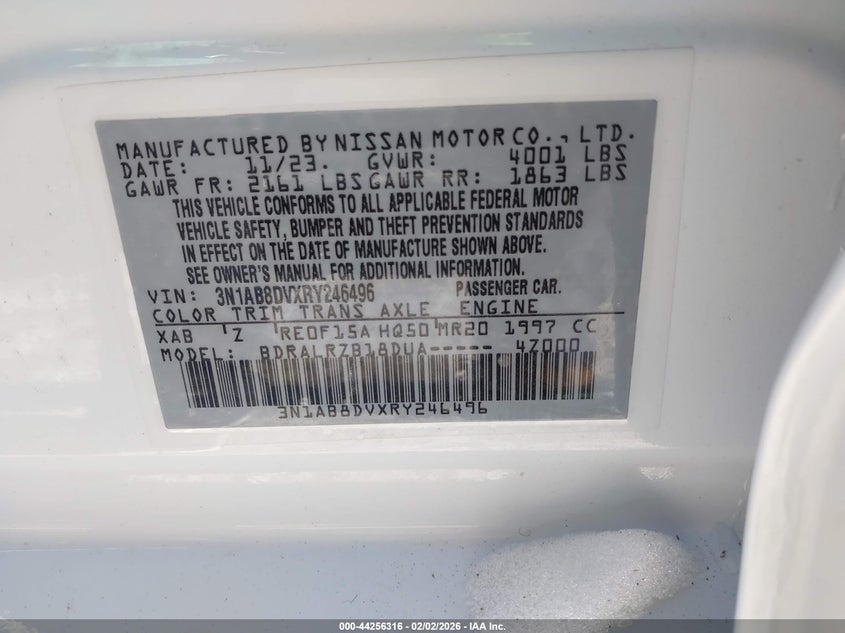 MANUFACTURED BY NISSAN MOTOR CO., LTD.
DATE: 11/23. GVWR: 4001 LBS
GAWR FR: 2161 LBS GAWR RR: 1863 LBS
THIS VEHICLE CONFORMS TO ALL APPLICABLE FEDERAL MOTOR
VEHICLE SAFETY, BUMPER AND THEFT PREVENTION STANDARDS
IN EFFECT ON THE DATE OF MANUFACTURE SHOWN ABOVE.
SEE OWNER'S MANUAL FOR ADDITIONAL INFORMATION.
VIN: 3N1AB8DVXRY246496 PASSENGER CAR.
COLOR TRIM TRANS AXLE ENGINE
XAB Z RE0F15A HQ50 MR20 1997 CC
MODEL: BDRALRZB18DUA----- 4Z000
3N1AB8DVXRY246496
000-44256316 | 02/02/2026 - IAA Inc.